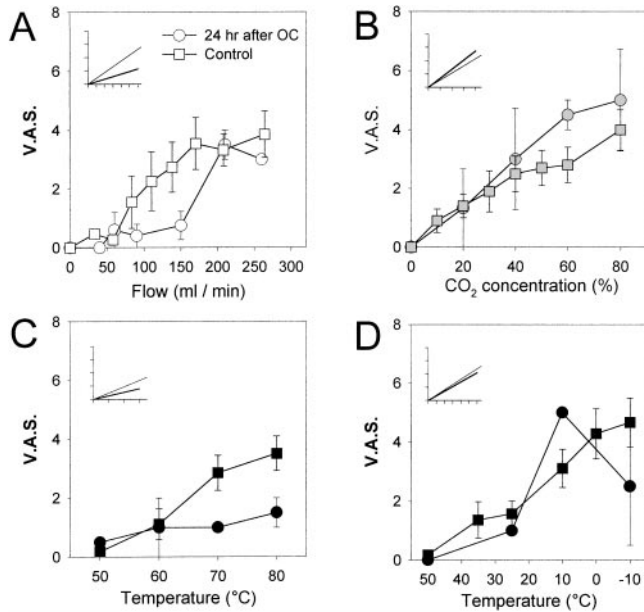 A
24 hr after OC
Control
V.A.S.
8
6
4
2
0
0 50 100 150 200 250 300
Flow (ml / min)
B
V.A.S.
8
6
4
2
0
0 20 40 60 80
CO2 concentration (%)
C
V.A.S.
8
6
4
2
0
50 60 70 80
Temperature (°C)
D
V.A.S.
8
6
4
2
0
50 40 30 20 10 0 -10
Temperature (°C)